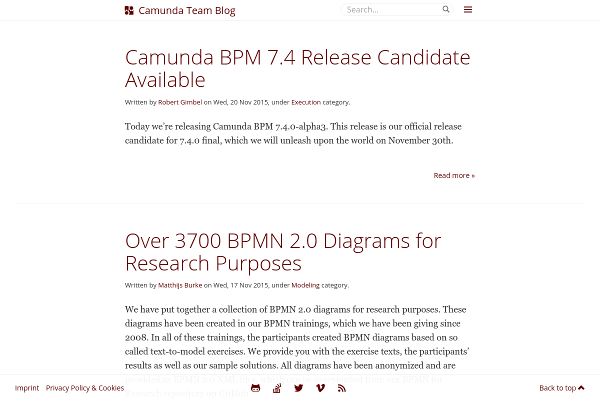 Camunda Team Blog
Search...
Camunda BPM 7.4 Release Candidate
Available
Written by Robert Gimbel on Wed, 20 Nov 2015, under Execution category.
Today we're releasing Camunda BPM 7.4.0-alpha3. This release is our official release
candidate for 7.4.0 final, which we will unleash upon the world on November 30th.
Read more »
Over 3700 BPMN 2.0 Diagrams for
Research Purposes
Written by Matthijs Burke on Wed, 17 Nov 2015, under Modeling category.
We have put together a collection of BPMN 2.0 diagrams for research purposes. These
diagrams have been created in our BPMN trainings, which we have been giving since
2008. In all of these trainings, the participants created BPMN diagrams based on so
called text-to-model exercises. We provide you with the exercise texts, the participants'
results as well as our sample solutions. All diagrams have been anonymized and are
Imprint Privacy Policy & Cookies
Back to top